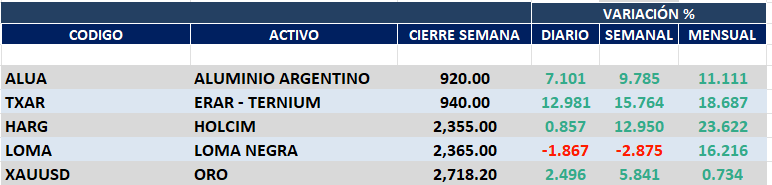 VARIACIÓN %
CODIGO ACTIVO CIERRE SEMANA DIARIO SEMANAL MENSUAL
ALUA ALUMINIO ARGENTINO 920.00 7.101 9.785 11.111
TXAR ERAR - TERNIUM 940.00 12.981 15.764 18.687
HARG HOLCIM 2,355.00 0.857 12.950 23.622
LOMA LOMA NEGRA 2,365.00 -1.867 -2.875 16.216
XAUUSD ORO 2,718.20 2.496 5.841 0.734